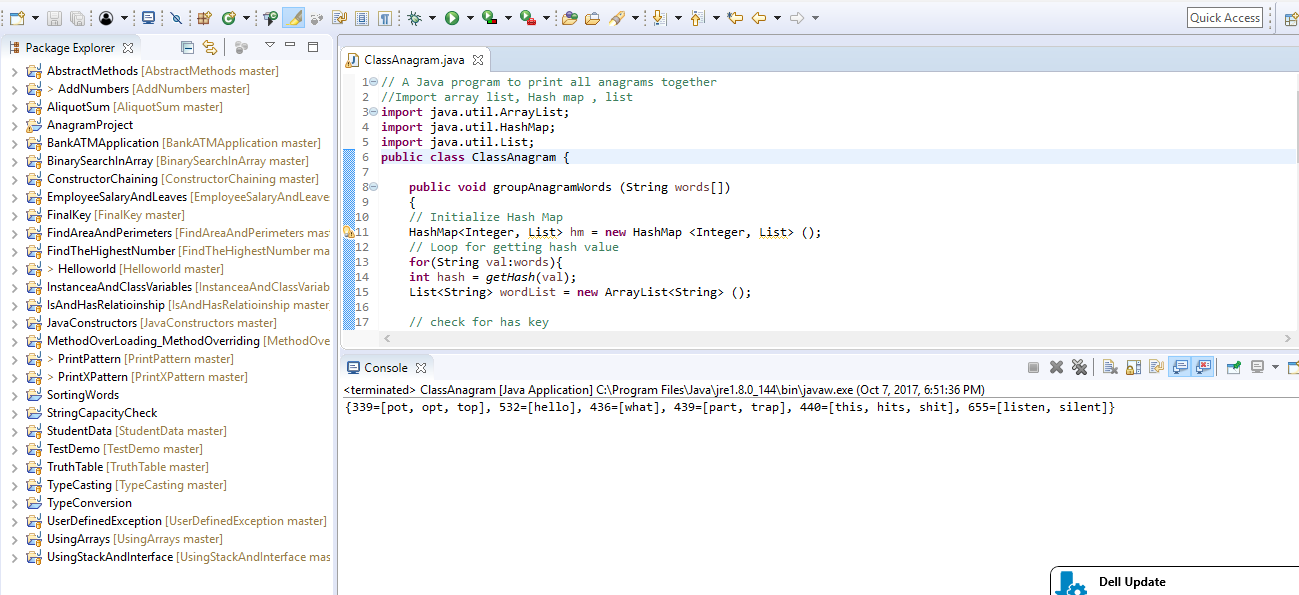 Quick Access
Package Explorer
AbstractMethods [AbstractMethods master]
> AddNumbers [AddNumbers master]
AliquotSum [AliquotSum master]
AnagramProject
BankATMApplication [BankATMApplication master]
BinarySearchInArray [BinarySearchInArray master]
ConstructorChaining [ConstructorChaining master]
EmployeeSalaryAndLeaves [EmployeeSalaryAndLeave
FinalKey [FinalKey master]
FindAreaAndPerimeters [FindAreaAndPerimeters mas
FindTheHighestNumber [FindTheHighestNumber ma
> Helloworld [Helloworld master]
InstanceaAndClassVariables [InstanceaAndClassVariab
IsAndHasRelatioinship [IsAndHasRelatioinship master
JavaConstructors [JavaConstructors master]
MethodOverLoading_MethodOverriding [MethodOve
> PrintPattern [PrintPattern master]
> PrintXPattern [PrintXPattern master]
SortingWords
StringCapacityCheck
StudentData [StudentData master]
TestDemo [TestDemo master]
TruthTable [TruthTable master]
TypeCasting [TypeCasting master]
TypeConversion
UserDefinedException [UserDefinedException master]
UsingArrays [UsingArrays master]
UsingStackAndInterface [UsingStackAndInterface mas
ClassAnagram.java
1 // A Java program to print all anagrams together
2 //Import array list, Hash map , list
3 import java.util.ArrayList;
4 import java.util.HashMap;
5 import java.util.List;
6 public class ClassAnagram {
7
8 public void groupAnagramWords (String words[])
9 {
10 // Initialize Hash Map
11 HashMap<Integer, List> hm = new HashMap <Integer, List> ();
12 // Loop for getting hash value
13 for(String val:words){
14 int hash = getHash(val);
15 List<String> wordList = new ArrayList<String> ();
16
17 // check for has key
Console
<terminated> ClassAnagram [Java Application] C:\Program Files\Java\jre1.8.0_144\bin\javaw.exe (Oct 7, 2017, 6:51:36 PM)
{339=[pot, opt, top], 532=[hello], 436=[what], 439=[part, trap], 440=[this, hits, shit], 655=[listen, silent]}
Dell Update